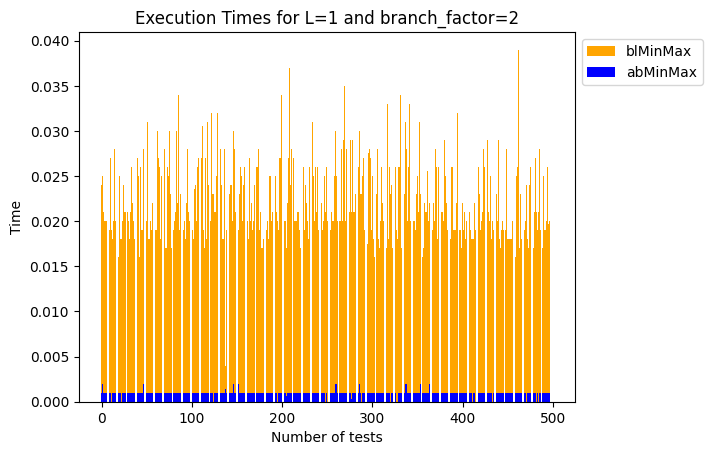 Execution Times for L=1 and branch_factor=2
0.040
0.035
0.030
0.025
0.020
0.015
0.010
0.005
0.000
Time
0 100 200 300 400 500
Number of tests
blMinMax
abMinMax